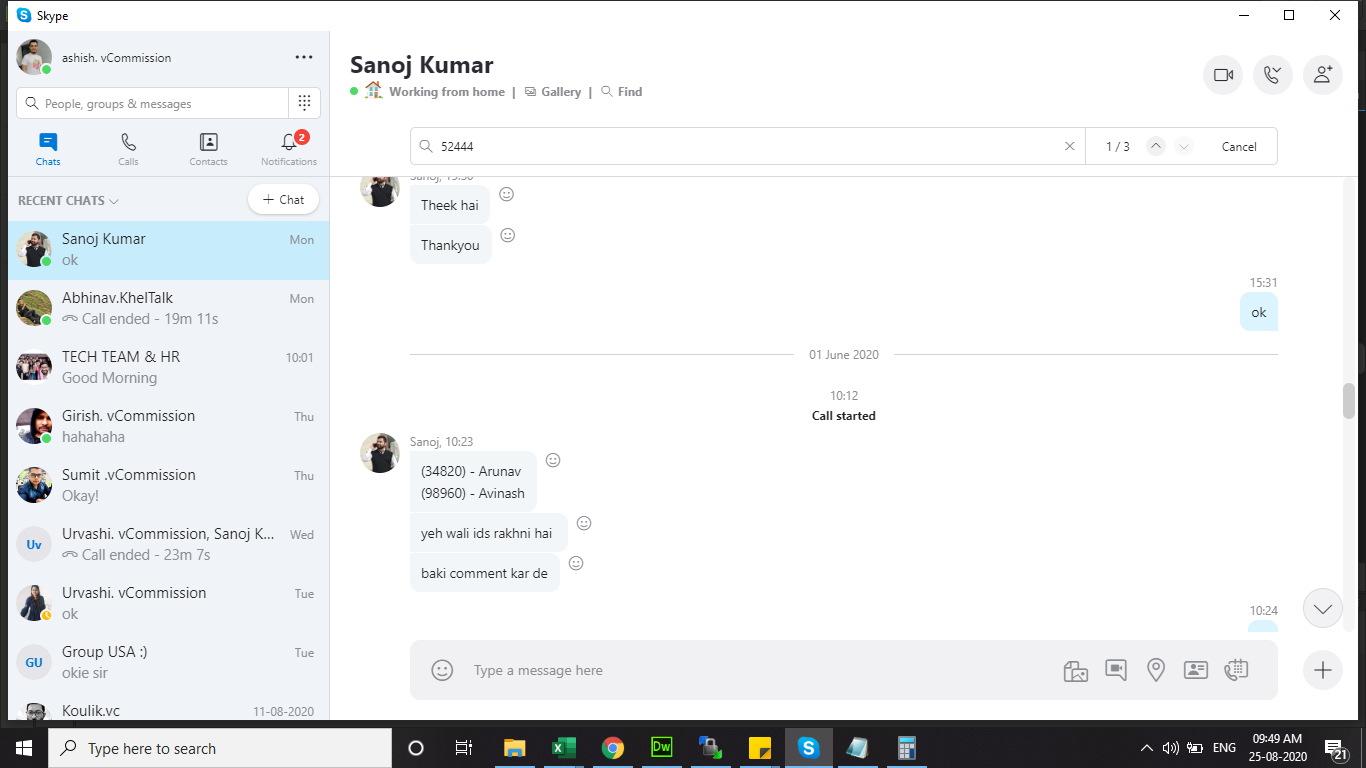 Skype
ashish. vCommission
People, groups & messages
Chats
Calls
Contacts
2
Notifications
RECENT CHATS
+ Chat
Sanoj Kumar
Mon
ok
Abhinav.KhelTalk
Mon
Call ended - 19m 11s
TECH TEAM & HR
10:01
Good Morning
Girish. vCommission
Thu
hahahaha
Sumit .vCommission
Thu
Okay!
Uv
Urvashi. vCommission, Sanoj K...
Wed
Call ended - 23m 7s
Urvashi. vCommission
Tue
ok
GU
Group USA :)
Tue
okie sir
Koulik.vc
11-08-2020
Sanoj Kumar
Working from home | Gallery | Find
52444
1 / 3
Cancel
Sanoj, 15:30
Theek hai
Thankyou
15:31
ok
01 June 2020
10:12
Call started
Sanoj, 10:23
(34820) - Arunav
(98960) - Avinash
yeh wali ids rakhni hai
baki comment kar de
10:24
Type a message here
Type here to search
Dw
ENG
09:49 AM
25-08-2020
21